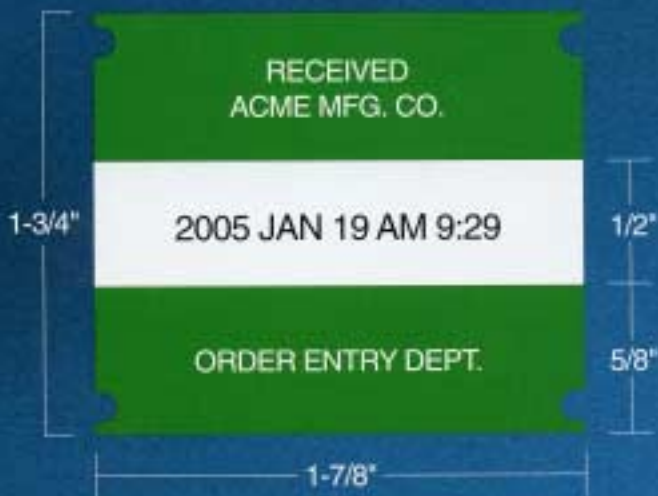 RECEIVED
ACME MFG. CO.
1-3/4"
2005 JAN 19 AM 9:29
1/2"
ORDER ENTRY DEPT.
5/8"
1-7/8"